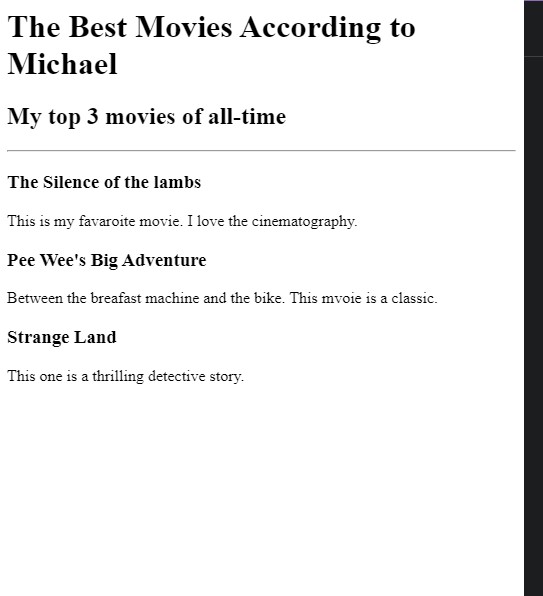 The Best Movies According to
Michael
My top 3 movies of all-time
The Silence of the lambs
This is my favaroite movie. I love the cinematography.
Pee Wee's Big Adventure
Between the breafast machine and the bike. This mvoie is a classic.
Strange Land
This one is a thrilling detective story.